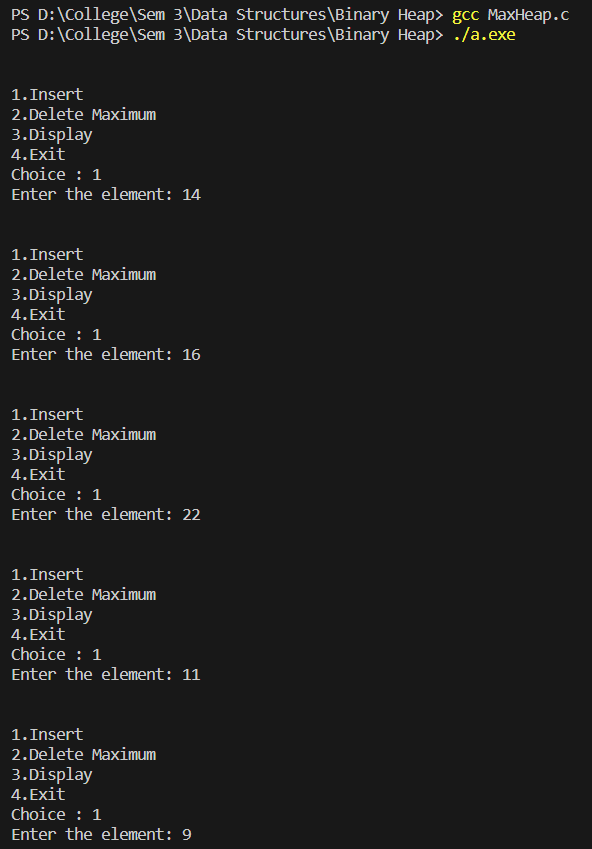 PS D:\College\Sem 3\Data Structures\Binary Heap> gcc MaxHeap.c
PS D:\College\Sem 3\Data Structures\Binary Heap> ./a.exe
1.Insert
2.Delete Maximum
3.Display
4.Exit
Choice : 1
Enter the element: 14
1.Insert
2.Delete Maximum
3.Display
4.Exit
Choice : 1
Enter the element: 16
1.Insert
2.Delete Maximum
3.Display
4.Exit
Choice : 1
Enter the element: 22
1.Insert
2.Delete Maximum
3.Display
4.Exit
Choice : 1
Enter the element: 11
1.Insert
2.Delete Maximum
3.Display
4.Exit
Choice : 1
Enter the element: 9